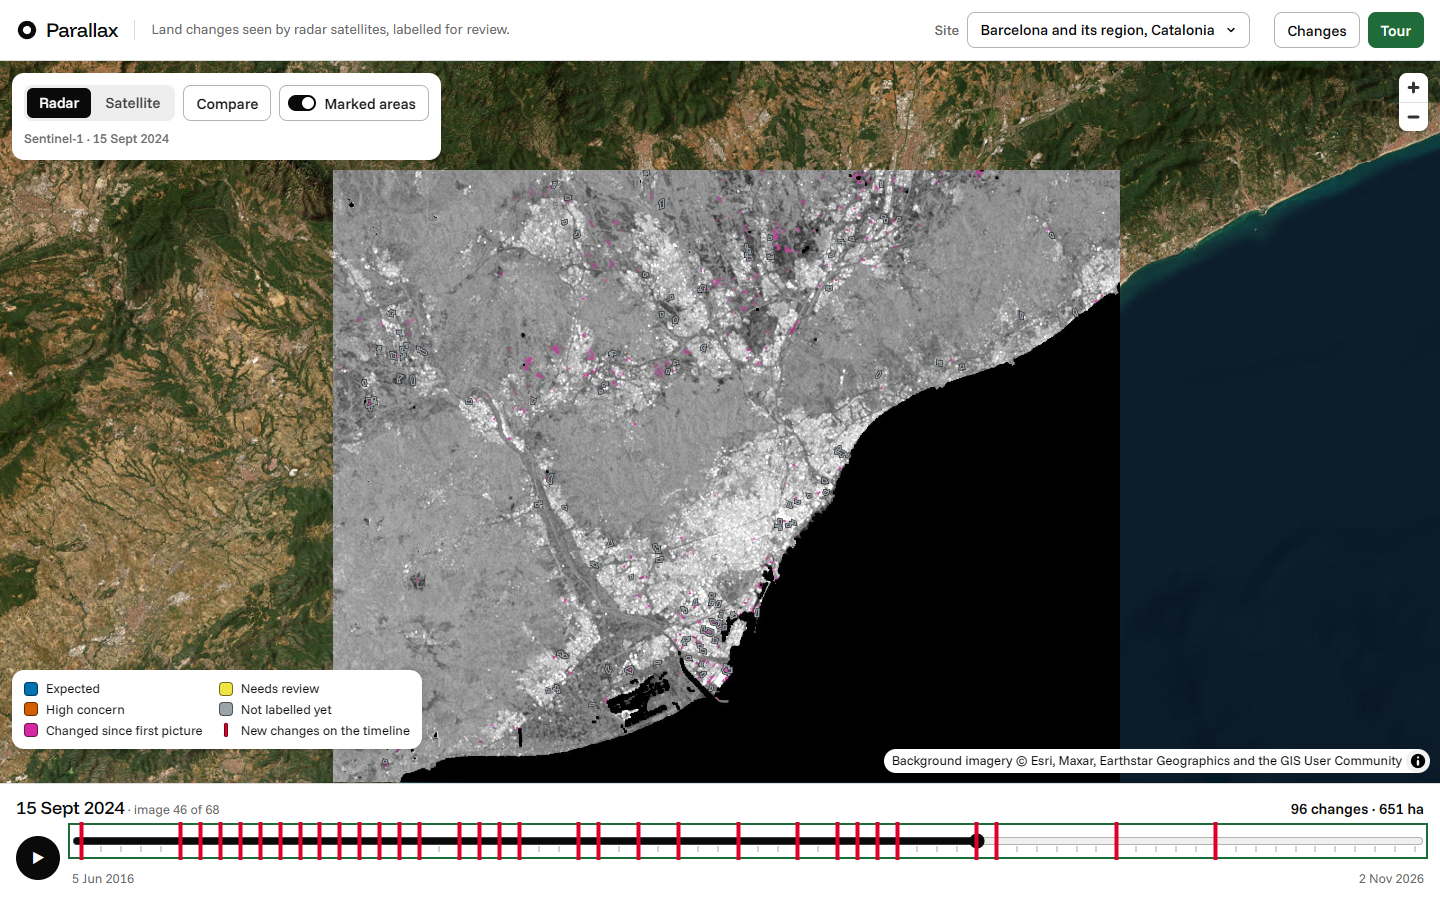 Parallax
Land changes seen by radar satellites, labelled for review.
Site
Barcelona and its region, Catalonia
Changes
Tour
Radar
Satellite
Compare
Marked areas
Sentinel-1 · 15 Sept 2024
Expected
Needs review
High concern
Not labelled yet
Changed since first picture
New changes on the timeline
Background imagery © Esri, Maxar, Earthstar Geographics and the GIS User Community
15 Sept 2024 · image 46 of 68
96 changes · 651 ha
5 Jun 2016
2 Nov 2026